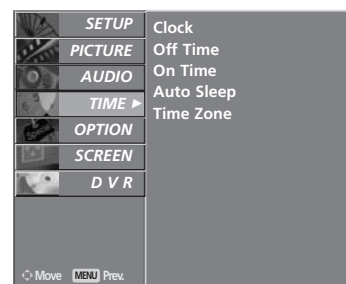 SETUP
PICTURE
AUDIO
TIME ►
OPTION
SCREEN
D V R
Clock
Off Time
On Time
Auto Sleep
Time Zone
Move MENU Prev.